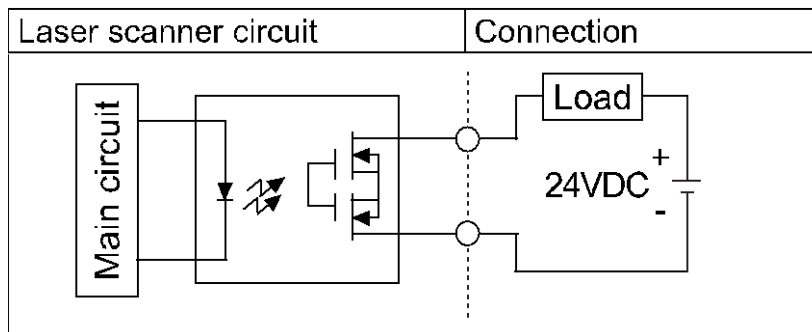 Laser scanner circuit
Connection
Main circuit
Load
24VDC
+
-